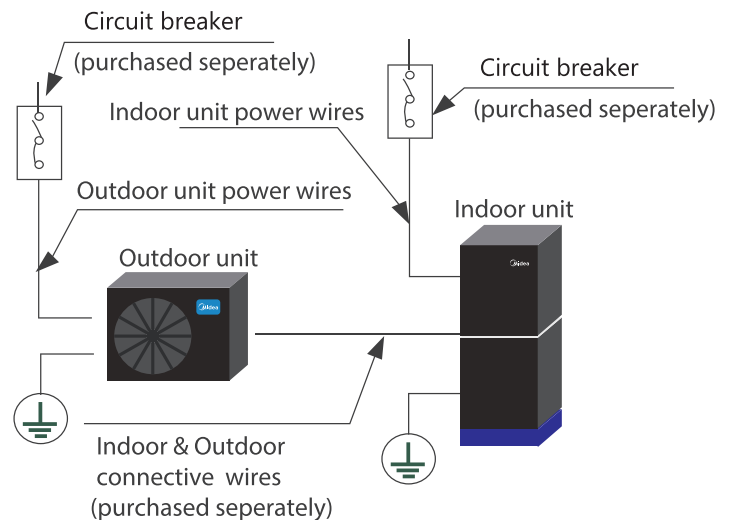 Circuit breaker
(purchased seperately)
Circuit breaker
(purchased seperately)
Indoor unit power wires
Outdoor unit power wires
Indoor unit
Outdoor unit
Midea
Midea
Indoor & Outdoor
connective wires
(purchased seperately)